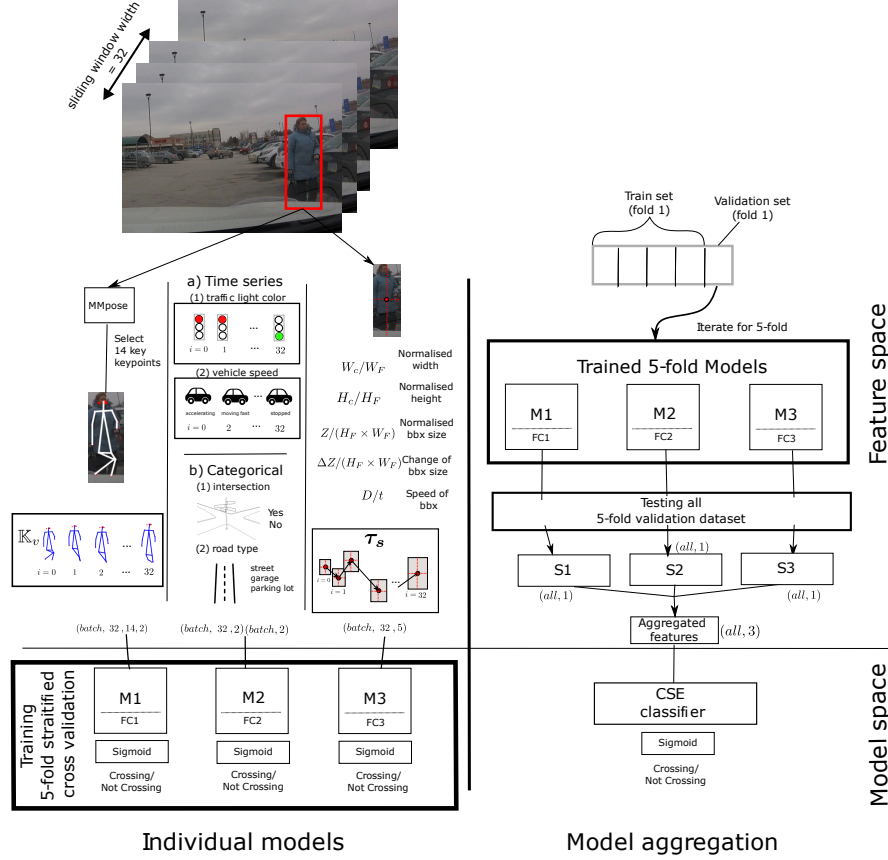 sliding window width
= 32
MMpose
Select
14 key
keypoints
𝕂v
i = 0 1 2 ... 32
a) Time series
(1) traffic light color
...
i = 0 1 ... 32
(2) vehicle speed
...
accelerating moving fast stopped
i = 0 2 ... 32
b) Categorical
(1) intersection
Yes
No
(2) road type
street
garage
parking lot
W_c/W_F Normalised
width
H_c/H_F Normalised
height
Z/(H_F × W_F) Normalised
bbx size
ΔZ/(H_F × W_F) Change of
bbx size
D/t Speed of
bbx
τ_s
i = 0
i = 1
...
i = 32
(batch, 32 ,14, 2) (batch, 32 ,2)(batch, 2) (batch, 32 ,5)
Training
5-fold straitified
cross validation
M1 M2 M3
FC1 FC2 FC3
Sigmoid Sigmoid Sigmoid
Crossing/ Crossing/ Crossing/
Not Crossing Not Crossing Not Crossing
Individual models
Train set
(fold 1)
Validation set
(fold 1)
Iterate for 5-fold
Trained 5-fold Models
M1 M2 M3
FC1 FC2 FC3
Testing all
5-fold validation dataset
S1 S2 S3
(all, 1)
(all, 1)
(all, 1)
Aggregated
features
(all, 3)
CSE
classifier
Sigmoid
Crossing/
Not Crossing
Model aggregation
Feature space
Model space